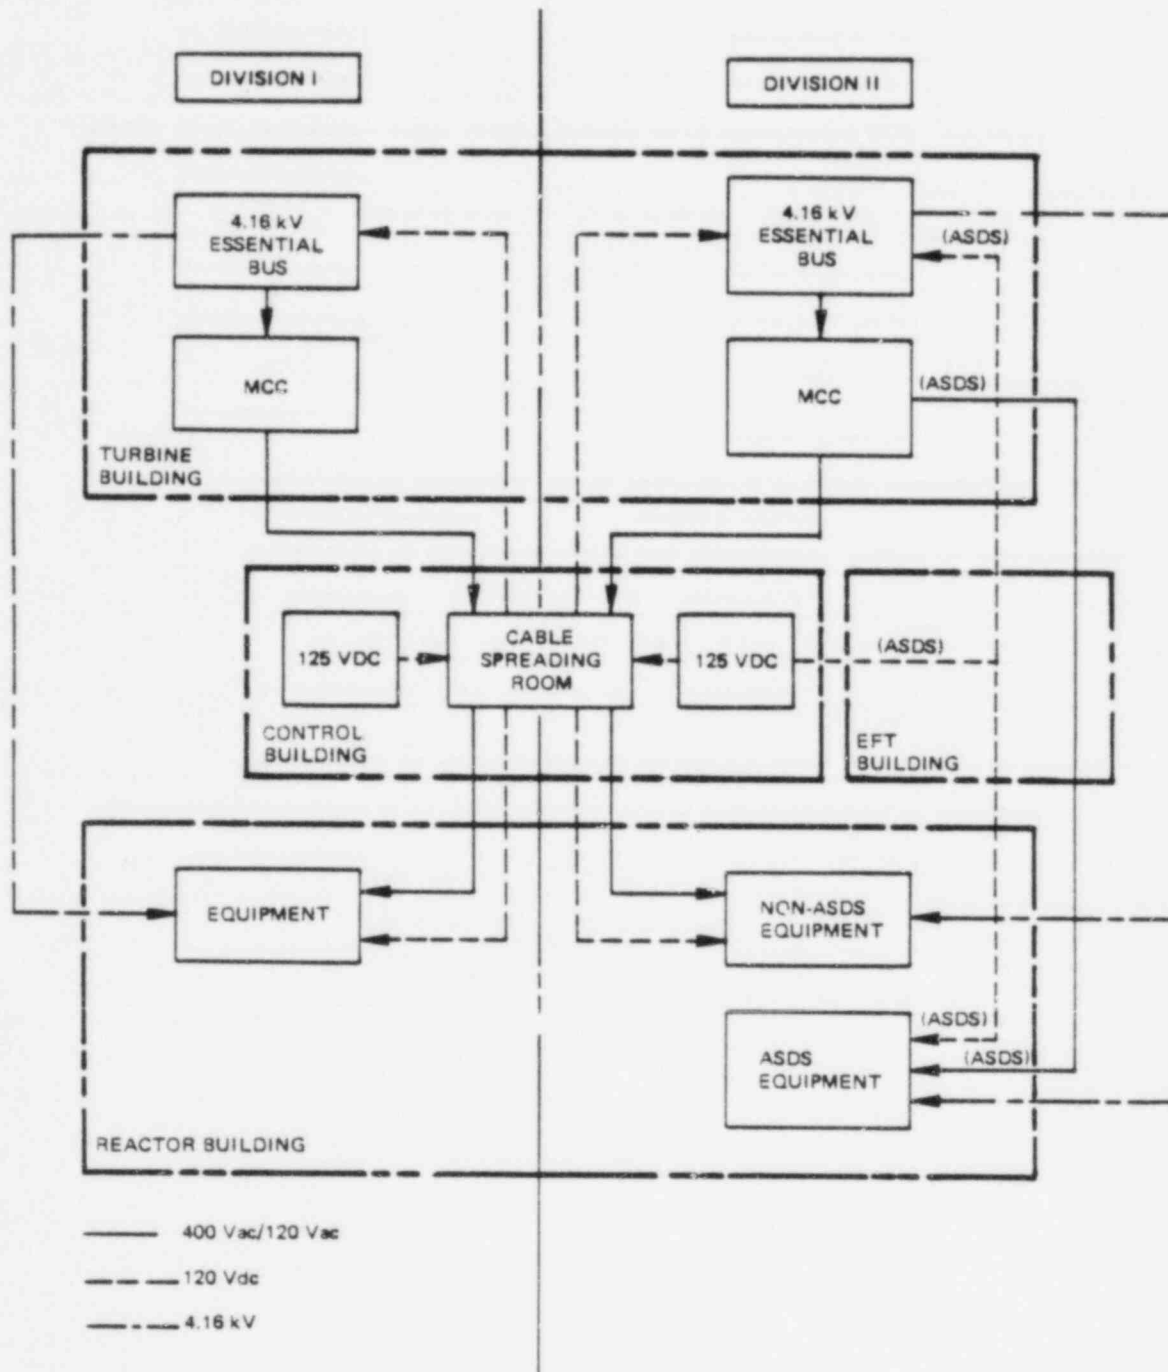 DIVISION I
DIVISION II
4.16 kV
ESSENTIAL
BUS
4.16 kV
ESSENTIAL
BUS
(ASDS)
MCC
MCC
(ASDS)
TURBINE
BUILDING
125 VDC
CABLE
SPREADING
ROOM
125 VDC
(ASDS)
CONTROL
BUILDING
EFT
BUILDING
EQUIPMENT
NON-ASDS
EQUIPMENT
ASDS
EQUIPMENT
(ASDS)
(ASDS)
REACTOR BUILDING
400 Vac/120 Vac
120 Vdc
4.16 kV